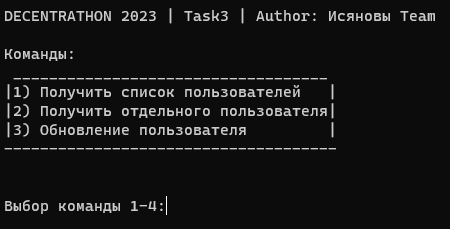 DECENTRATHON 2023 | Task3 | Author: Исяновы Team
Команды:
___________________________________
|1) Получить список пользователей   |
|2) Получить отдельного пользователя|
|3) Обновление пользователя         |
-------------------------------------
Выбор команды 1-4: